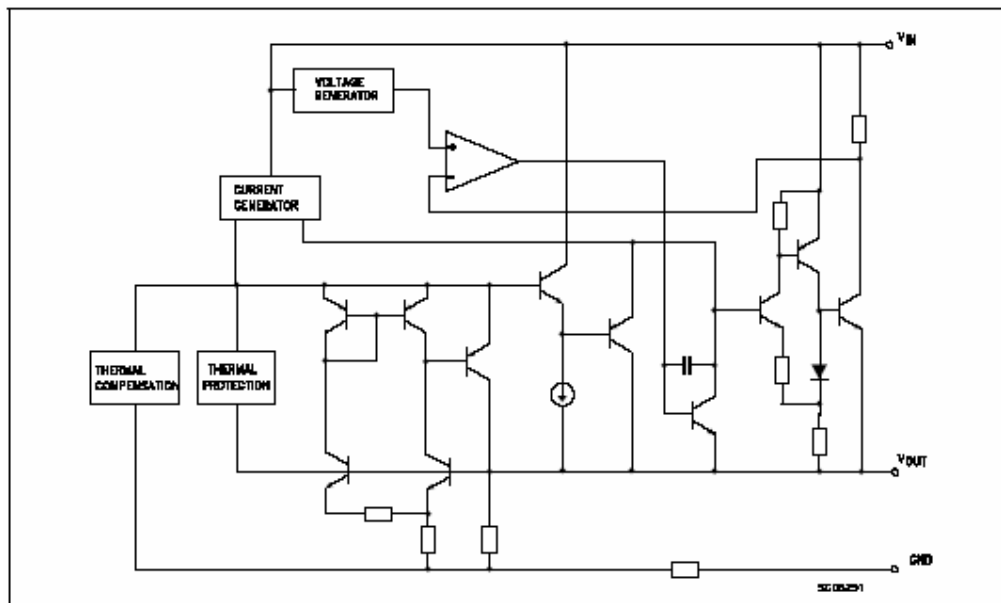 VIN
VOLTAGE
GENERATOR
CURRENT
GENERATOR
THERMAL
COMPENSATION
THERMAL
PROTECTION
VOUT
GND